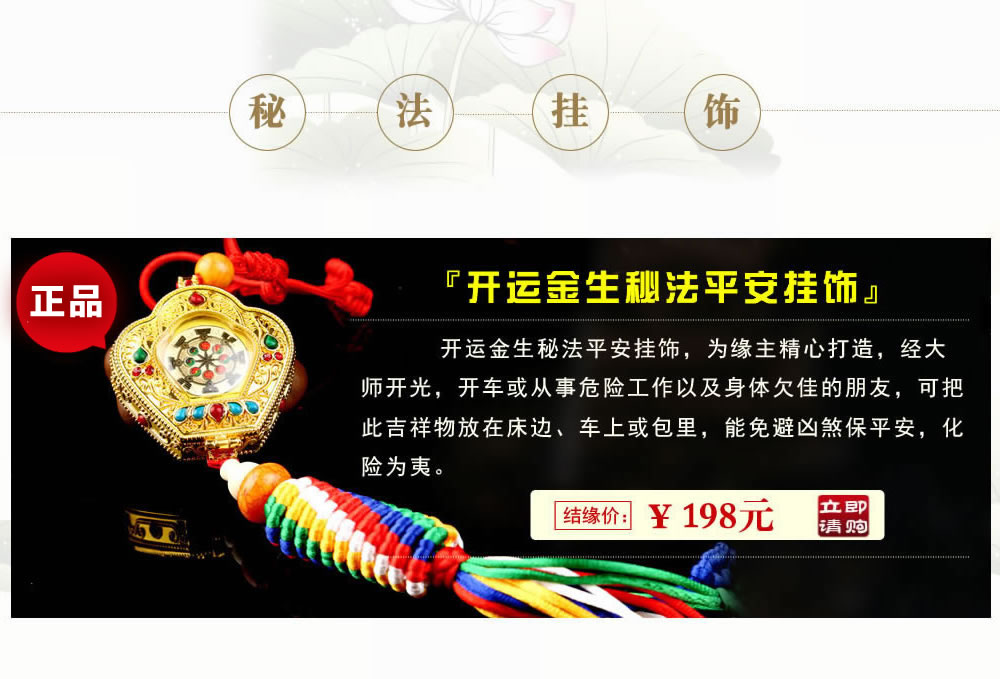 秘法挂饰
正品
『开运金生秘法平安挂饰』
开运金生秘法平安挂饰，为缘主精心打造，经大
师开光，开车或从事危险工作以及身体欠佳的朋友，可把
此吉祥物放在床边、车上或包里，能免避凶煞保平安，化
险为夷。
结缘价：￥198元
立即
请购